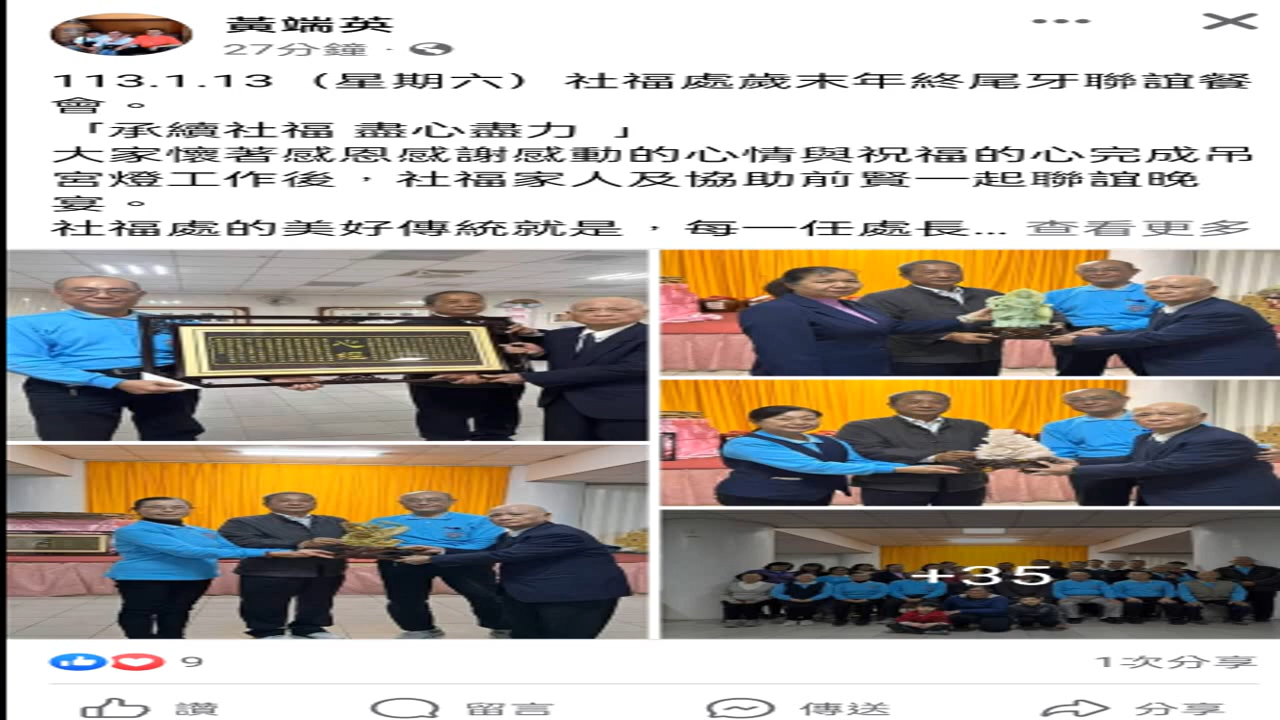 黃端英
27分鐘 ·
113.1.13 （星期六） 社福處歲末年終尾牙聯誼餐
會。
「承續社福 盡心盡力 」
大家懷著感恩感謝感動的心情與祝福的心完成吊
宮燈工作後，社福家人及協助前賢一起聯誼晚
宴。
社福處的美好傳統就是，每一任處長... 查看更多
心經
+35
9
1次分享
讚 留言 傳送 分享